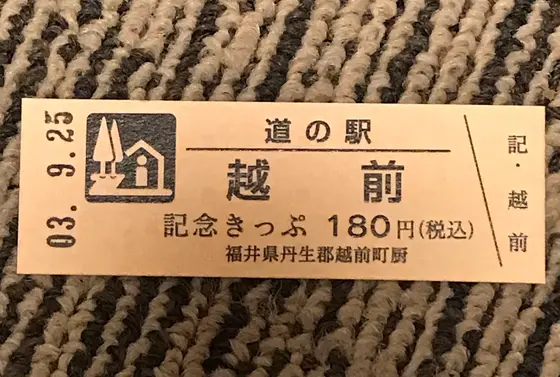 03. 9.25
道の駅
越前
記念きっぷ 180円(税込)
福井県丹生郡越前町厨
記・越前